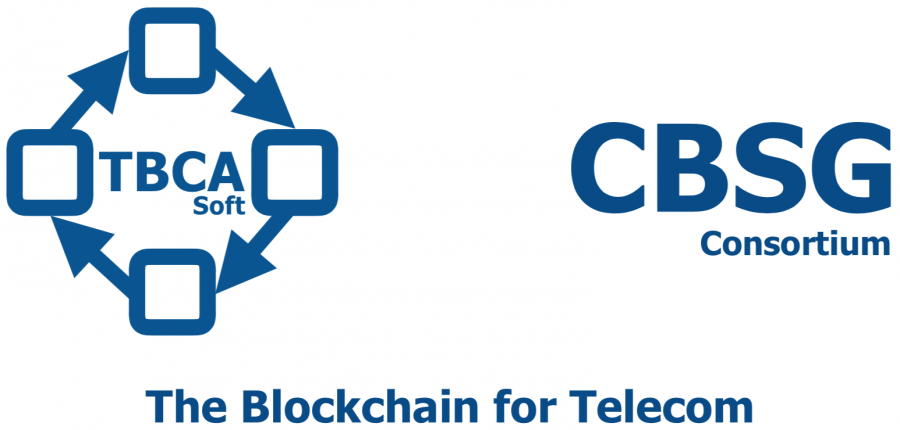 TBCA
Soft
CBSG
Consortium
The Blockchain for Telecom